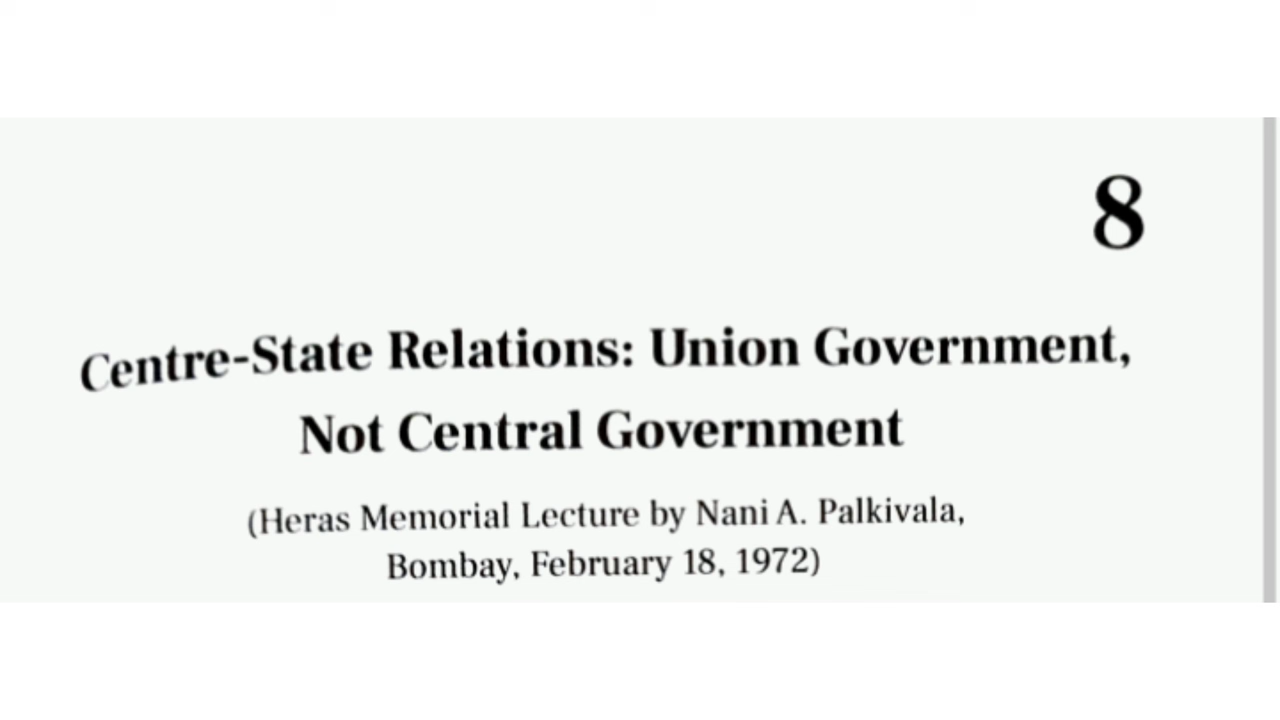 8
Centre-State Relations: Union Government,
Not Central Government
(Heras Memorial Lecture by Nani A. Palkivala,
Bombay, February 18, 1972)